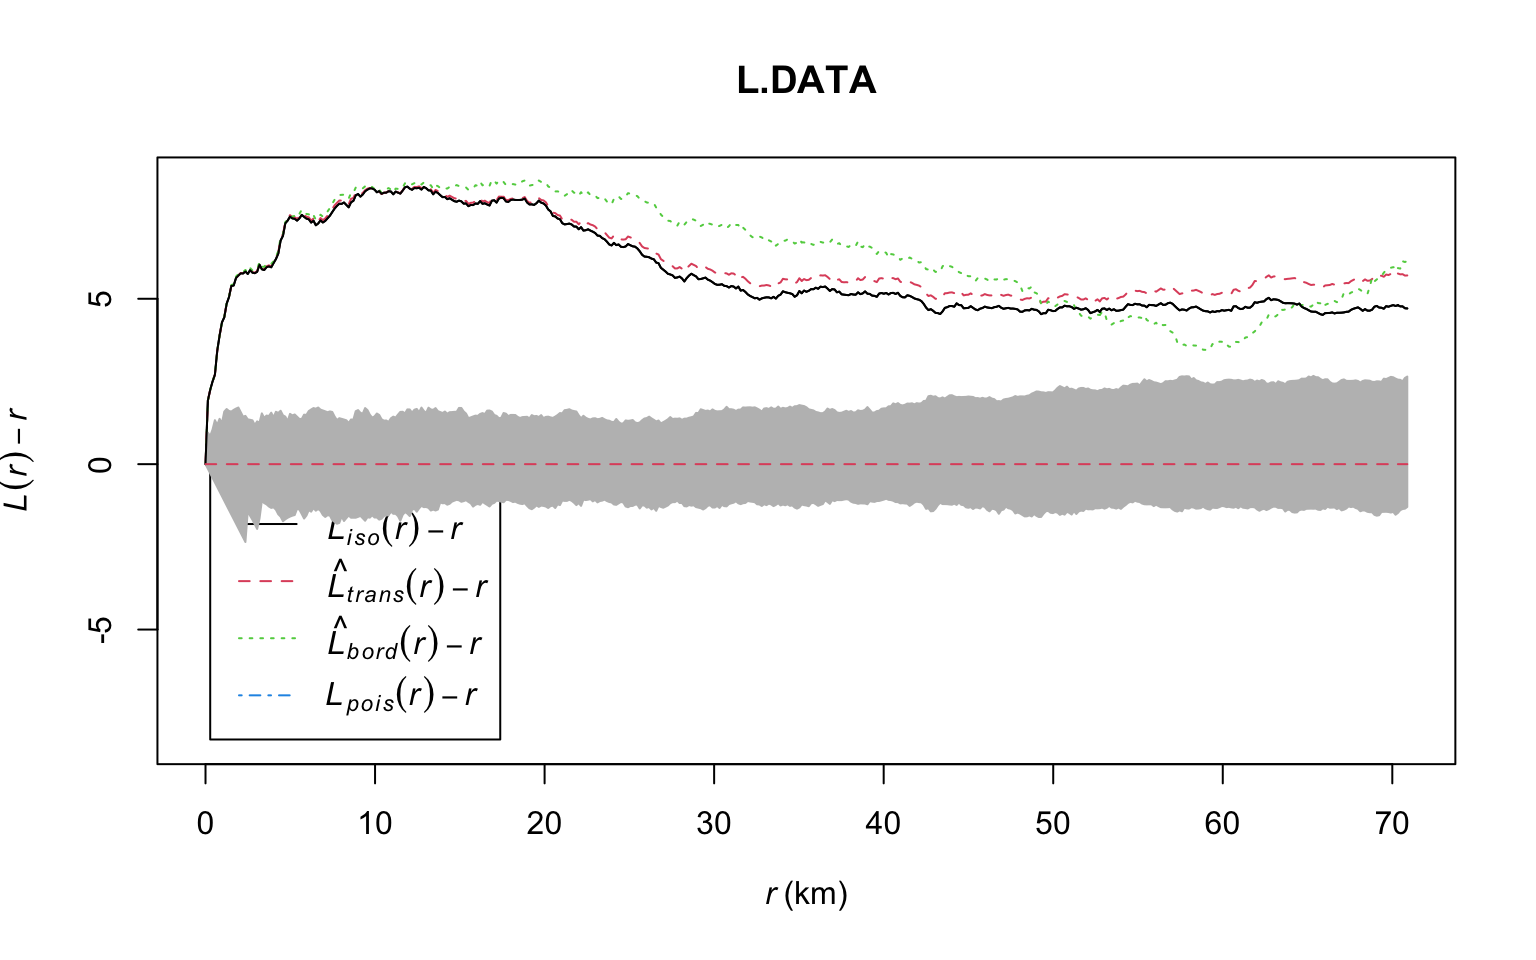 L.DATA
L(r) − r
5
0
-5
L_iso(r) − r
L̂_trans(r) − r
L̂_bord(r) − r
L_pois(r) − r
0 10 20 30 40 50 60 70
r (km)